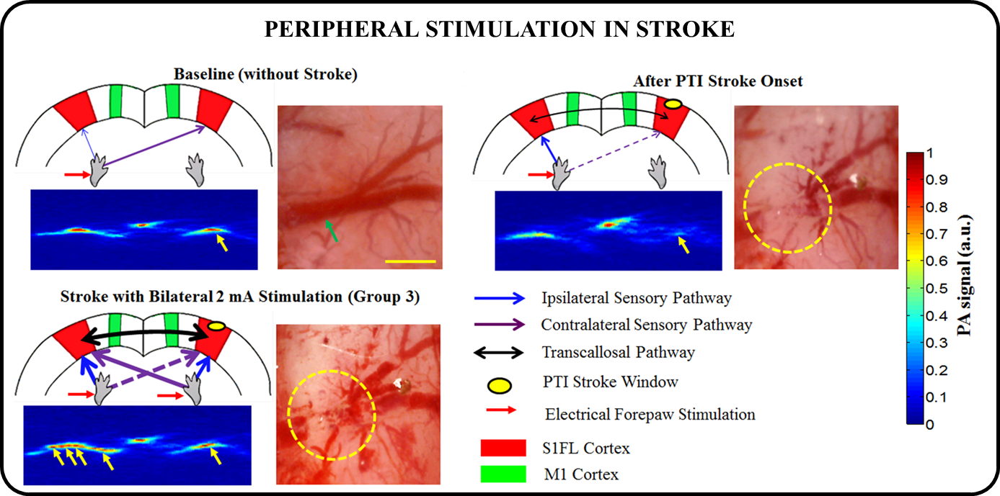 PERIPHERAL STIMULATION IN STROKE
Baseline (without Stroke)
After PTI Stroke Onset
Stroke with Bilateral 2 mA Stimulation (Group 3)
Ipsilateral Sensory Pathway
Contralateral Sensory Pathway
Transcallosal Pathway
PTI Stroke Window
Electrical Forepaw Stimulation
S1FL Cortex
M1 Cortex
1
0.9
0.8
0.7
0.6
0.5
0.4
0.3
0.2
0.1
0
PA signal (a.u.)